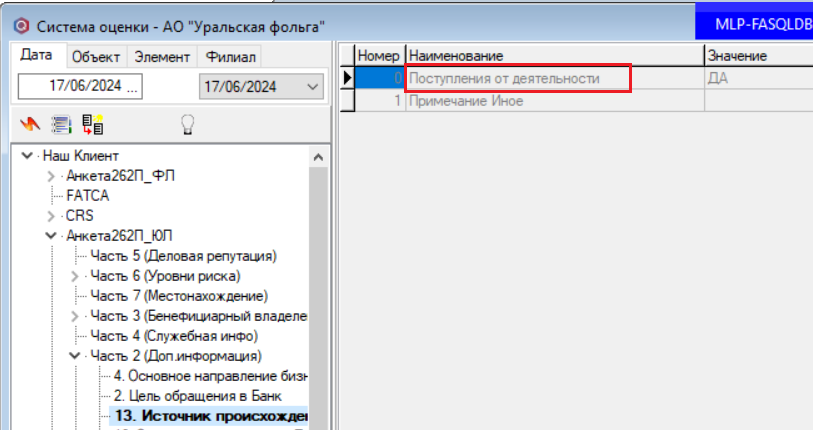 Система оценки - АО "Уральская фольга"
MLP-FASQLDB
Дата Объект Элемент Филиал
17/06/2024 ... 17/06/2024
Номер Наименование Значение
0 Поступления от деятельности ДА
1 Примечание Иное
Наш Клиент
Анкета262П_ФЛ
FATCA
CRS
Анкета262П_ЮЛ
Часть 5 (Деловая репутация)
Часть 6 (Уровни риска)
Часть 7 (Местонахождение)
Часть 3 (Бенефициарный владеле
Часть 4 (Служебная инфо)
Часть 2 (Доп.информация)
4. Основное направление бизн
2. Цель обращения в Банк
13. Источник происхожде